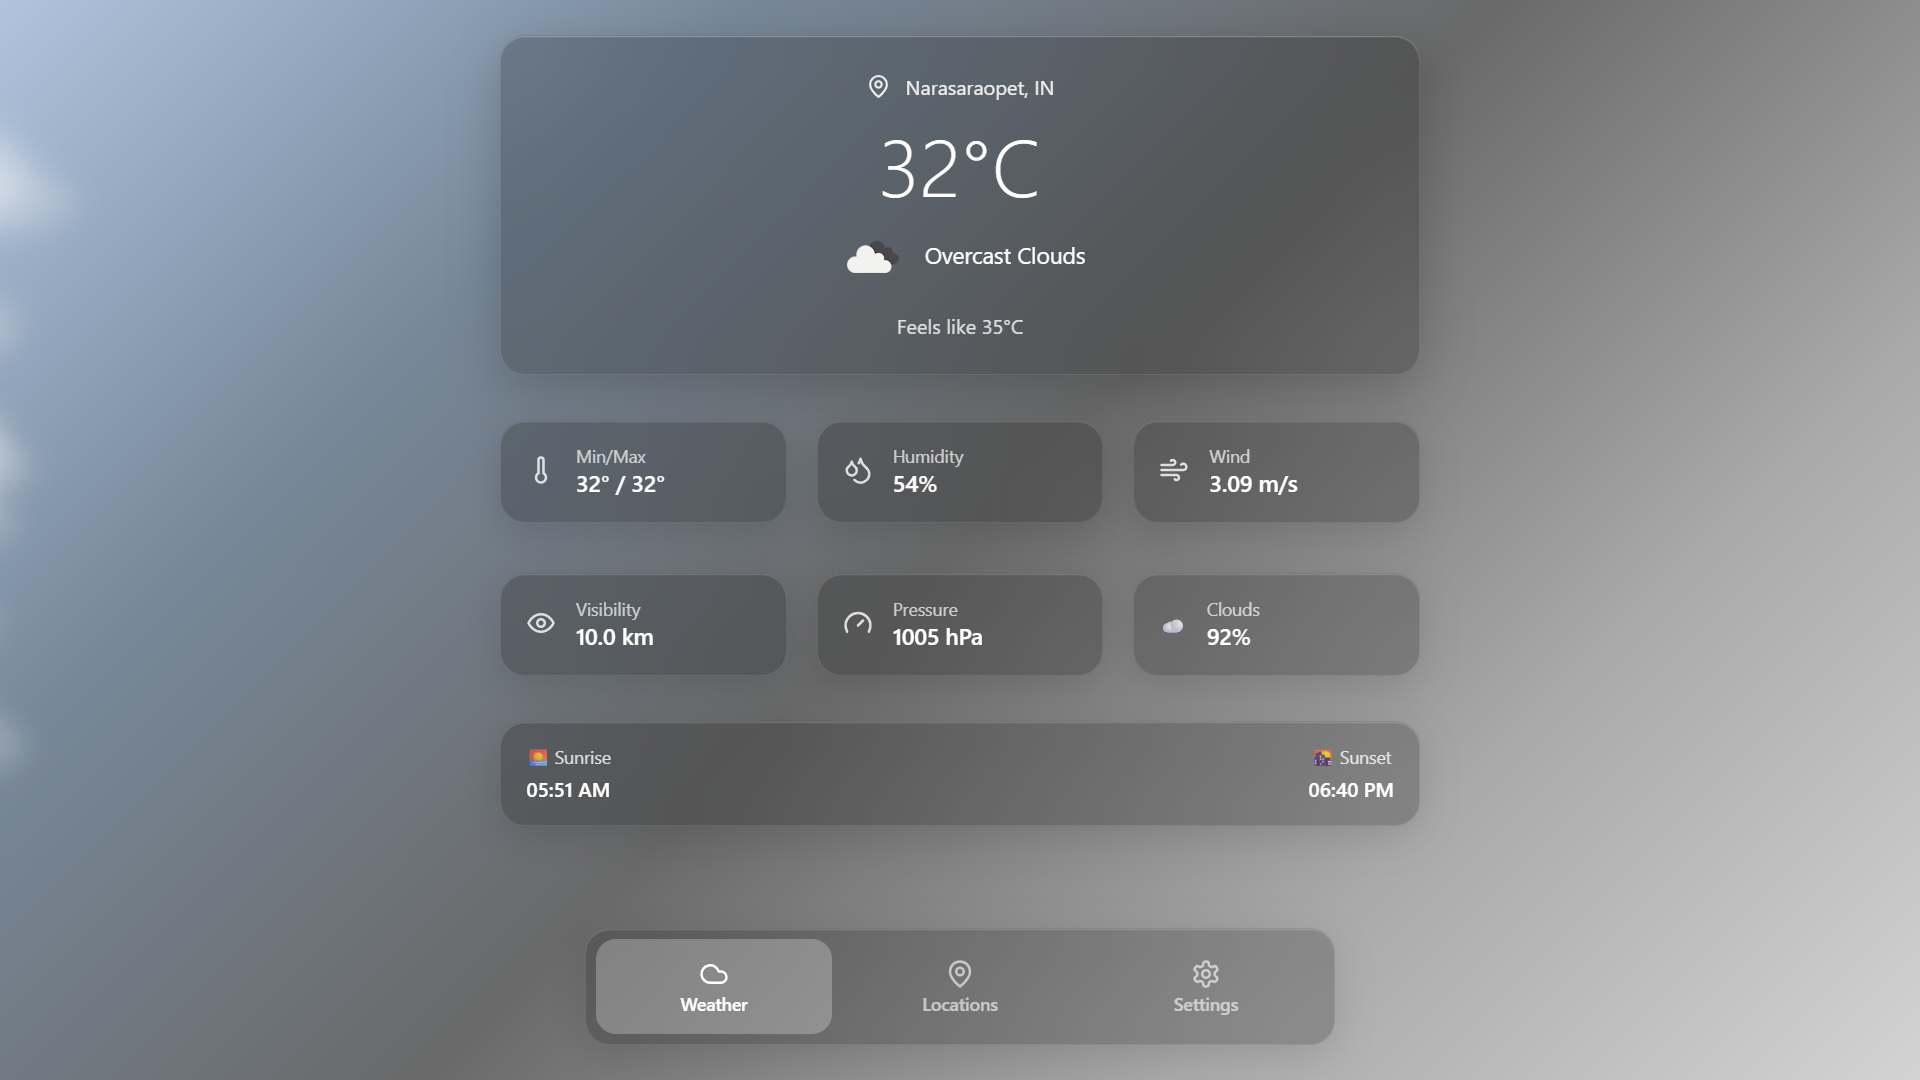 Narasaraopet, IN
32°C
Overcast Clouds
Feels like 35°C
Min/Max
32° / 32°
Humidity
54%
Wind
3.09 m/s
Visibility
10.0 km
Pressure
1005 hPa
Clouds
92%
Sunrise
05:51 AM
Sunset
06:40 PM
Weather
Locations
Settings